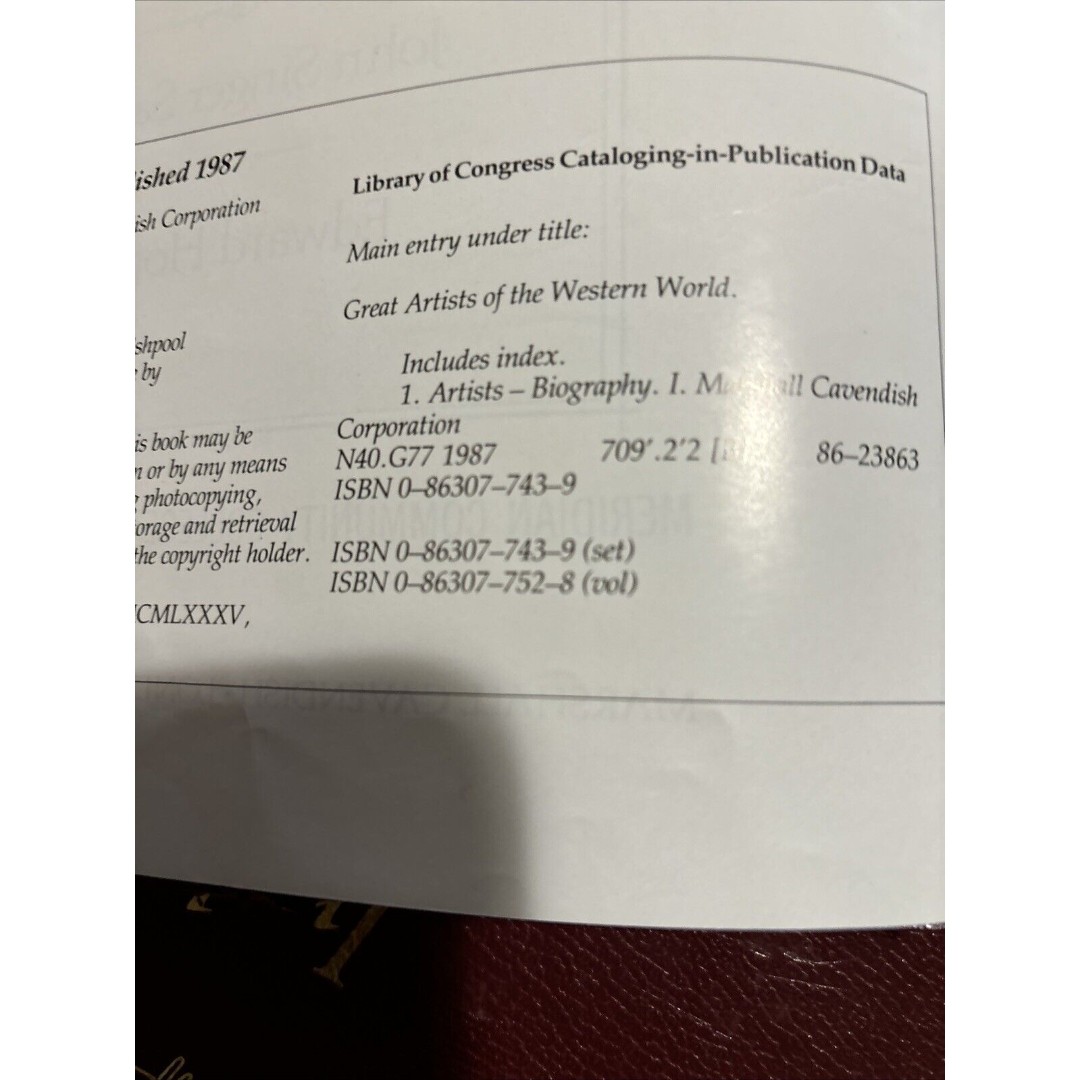 ished 1987
ish Corporation
shpool
by
is book may be
or by any means
photocopying,
orage and retrieval
the copyright holder.
CMLXXXV,
Library of Congress Cataloging-in-Publication Data
Main entry under title:
Great Artists of the Western World.
Includes index.
1. Artists – Biography. I. Cavendish
Corporation
N40.G77 1987 709'.2'2 86–23863
ISBN 0–86307–743–9
ISBN 0–86307–743–9 (set)
ISBN 0–86307–752–8 (vol)